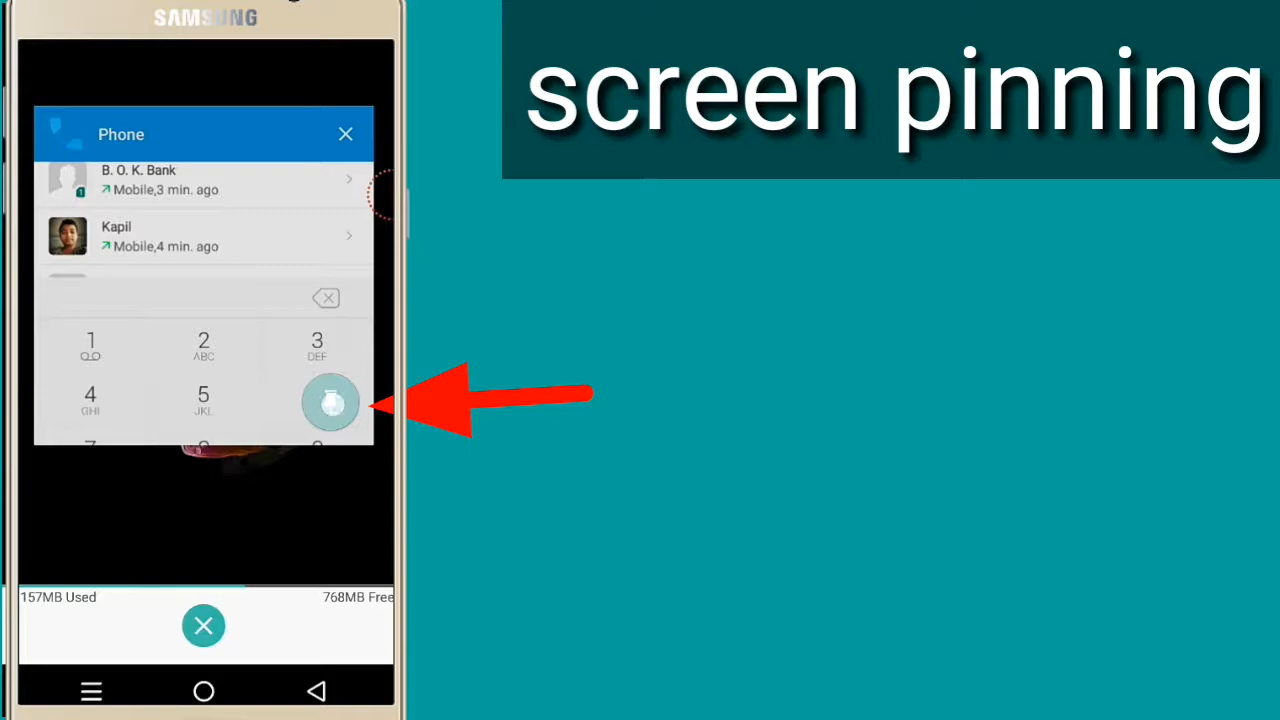 SAMSUNG
screen pinning
Phone
B. O. K. Bank
1
Mobile,3 min. ago
Kapil
Mobile,4 min. ago
1 2 3
ABC DEF
4 5
GHI JKL
157MB Used 768MB Free